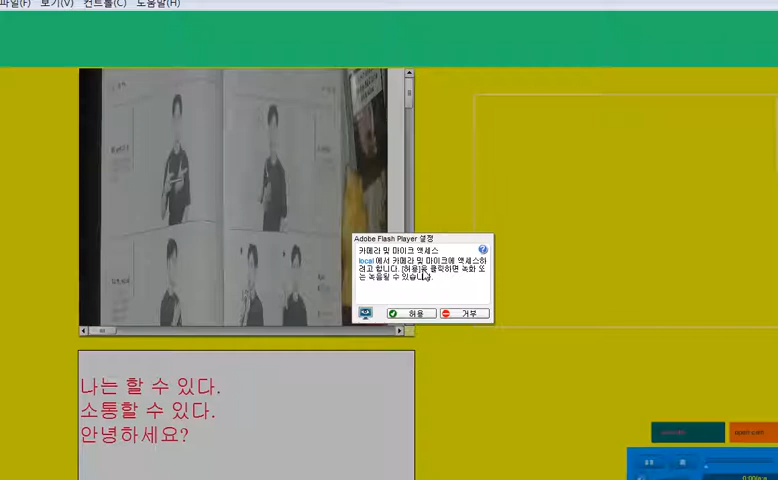 파일(F) 보기(V) 컨트롤(C) 도움말(H)
Adobe Flash Player 설정
카메라 및 마이크 액세스
local 에서 카메라 및 마이크에 액세스하
려고 합니다. [허용]을 클릭하면 녹화 또
는 녹음될 수 있습니다.
허용 거부
나는 할 수 있다.
소통할 수 있다.
안녕하세요?
open cam